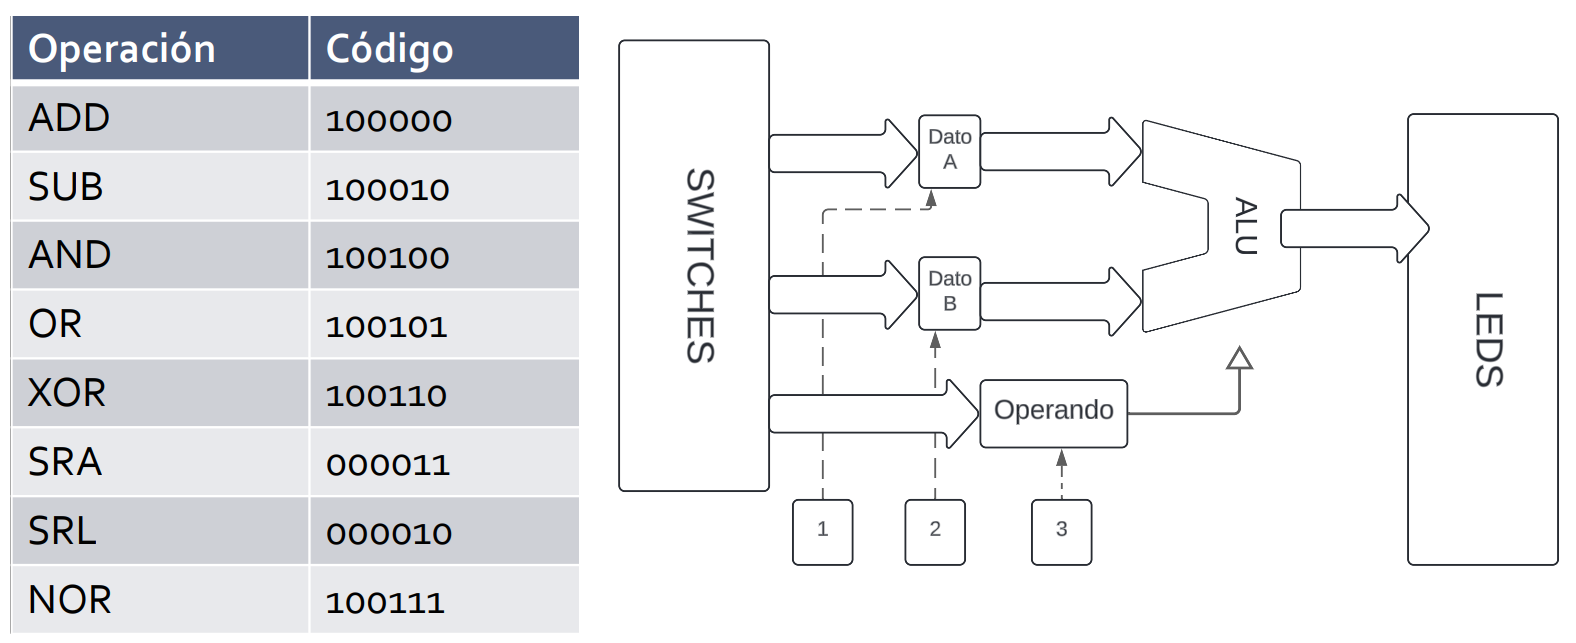 Operación Código
ADD 100000
SUB 100010
AND 100100
OR 100101
XOR 100110
SRA 000011
SRL 000010
NOR 100111
SWITCHES
Dato
A
Dato
B
Operando
1
2
3
ALU
LEDS